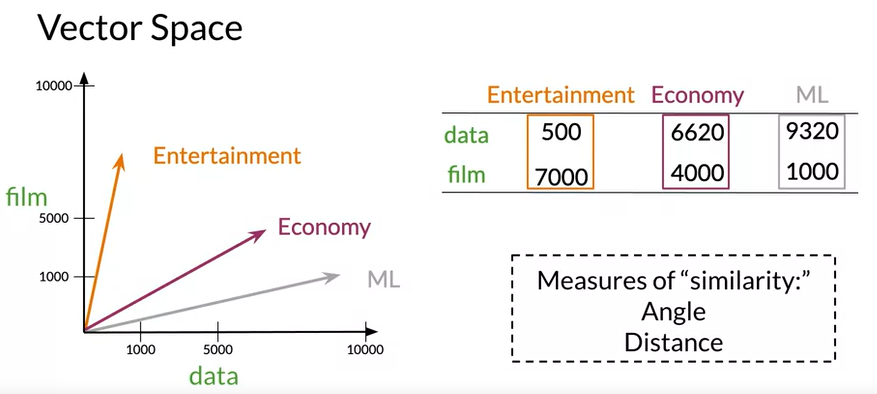 Vector Space
10000
film
5000
1000
Entertainment
Economy
ML
1000 5000 10000
data
Entertainment Economy ML
data 500 6620 9320
film 7000 4000 1000
Measures of “similarity:”
Angle
Distance